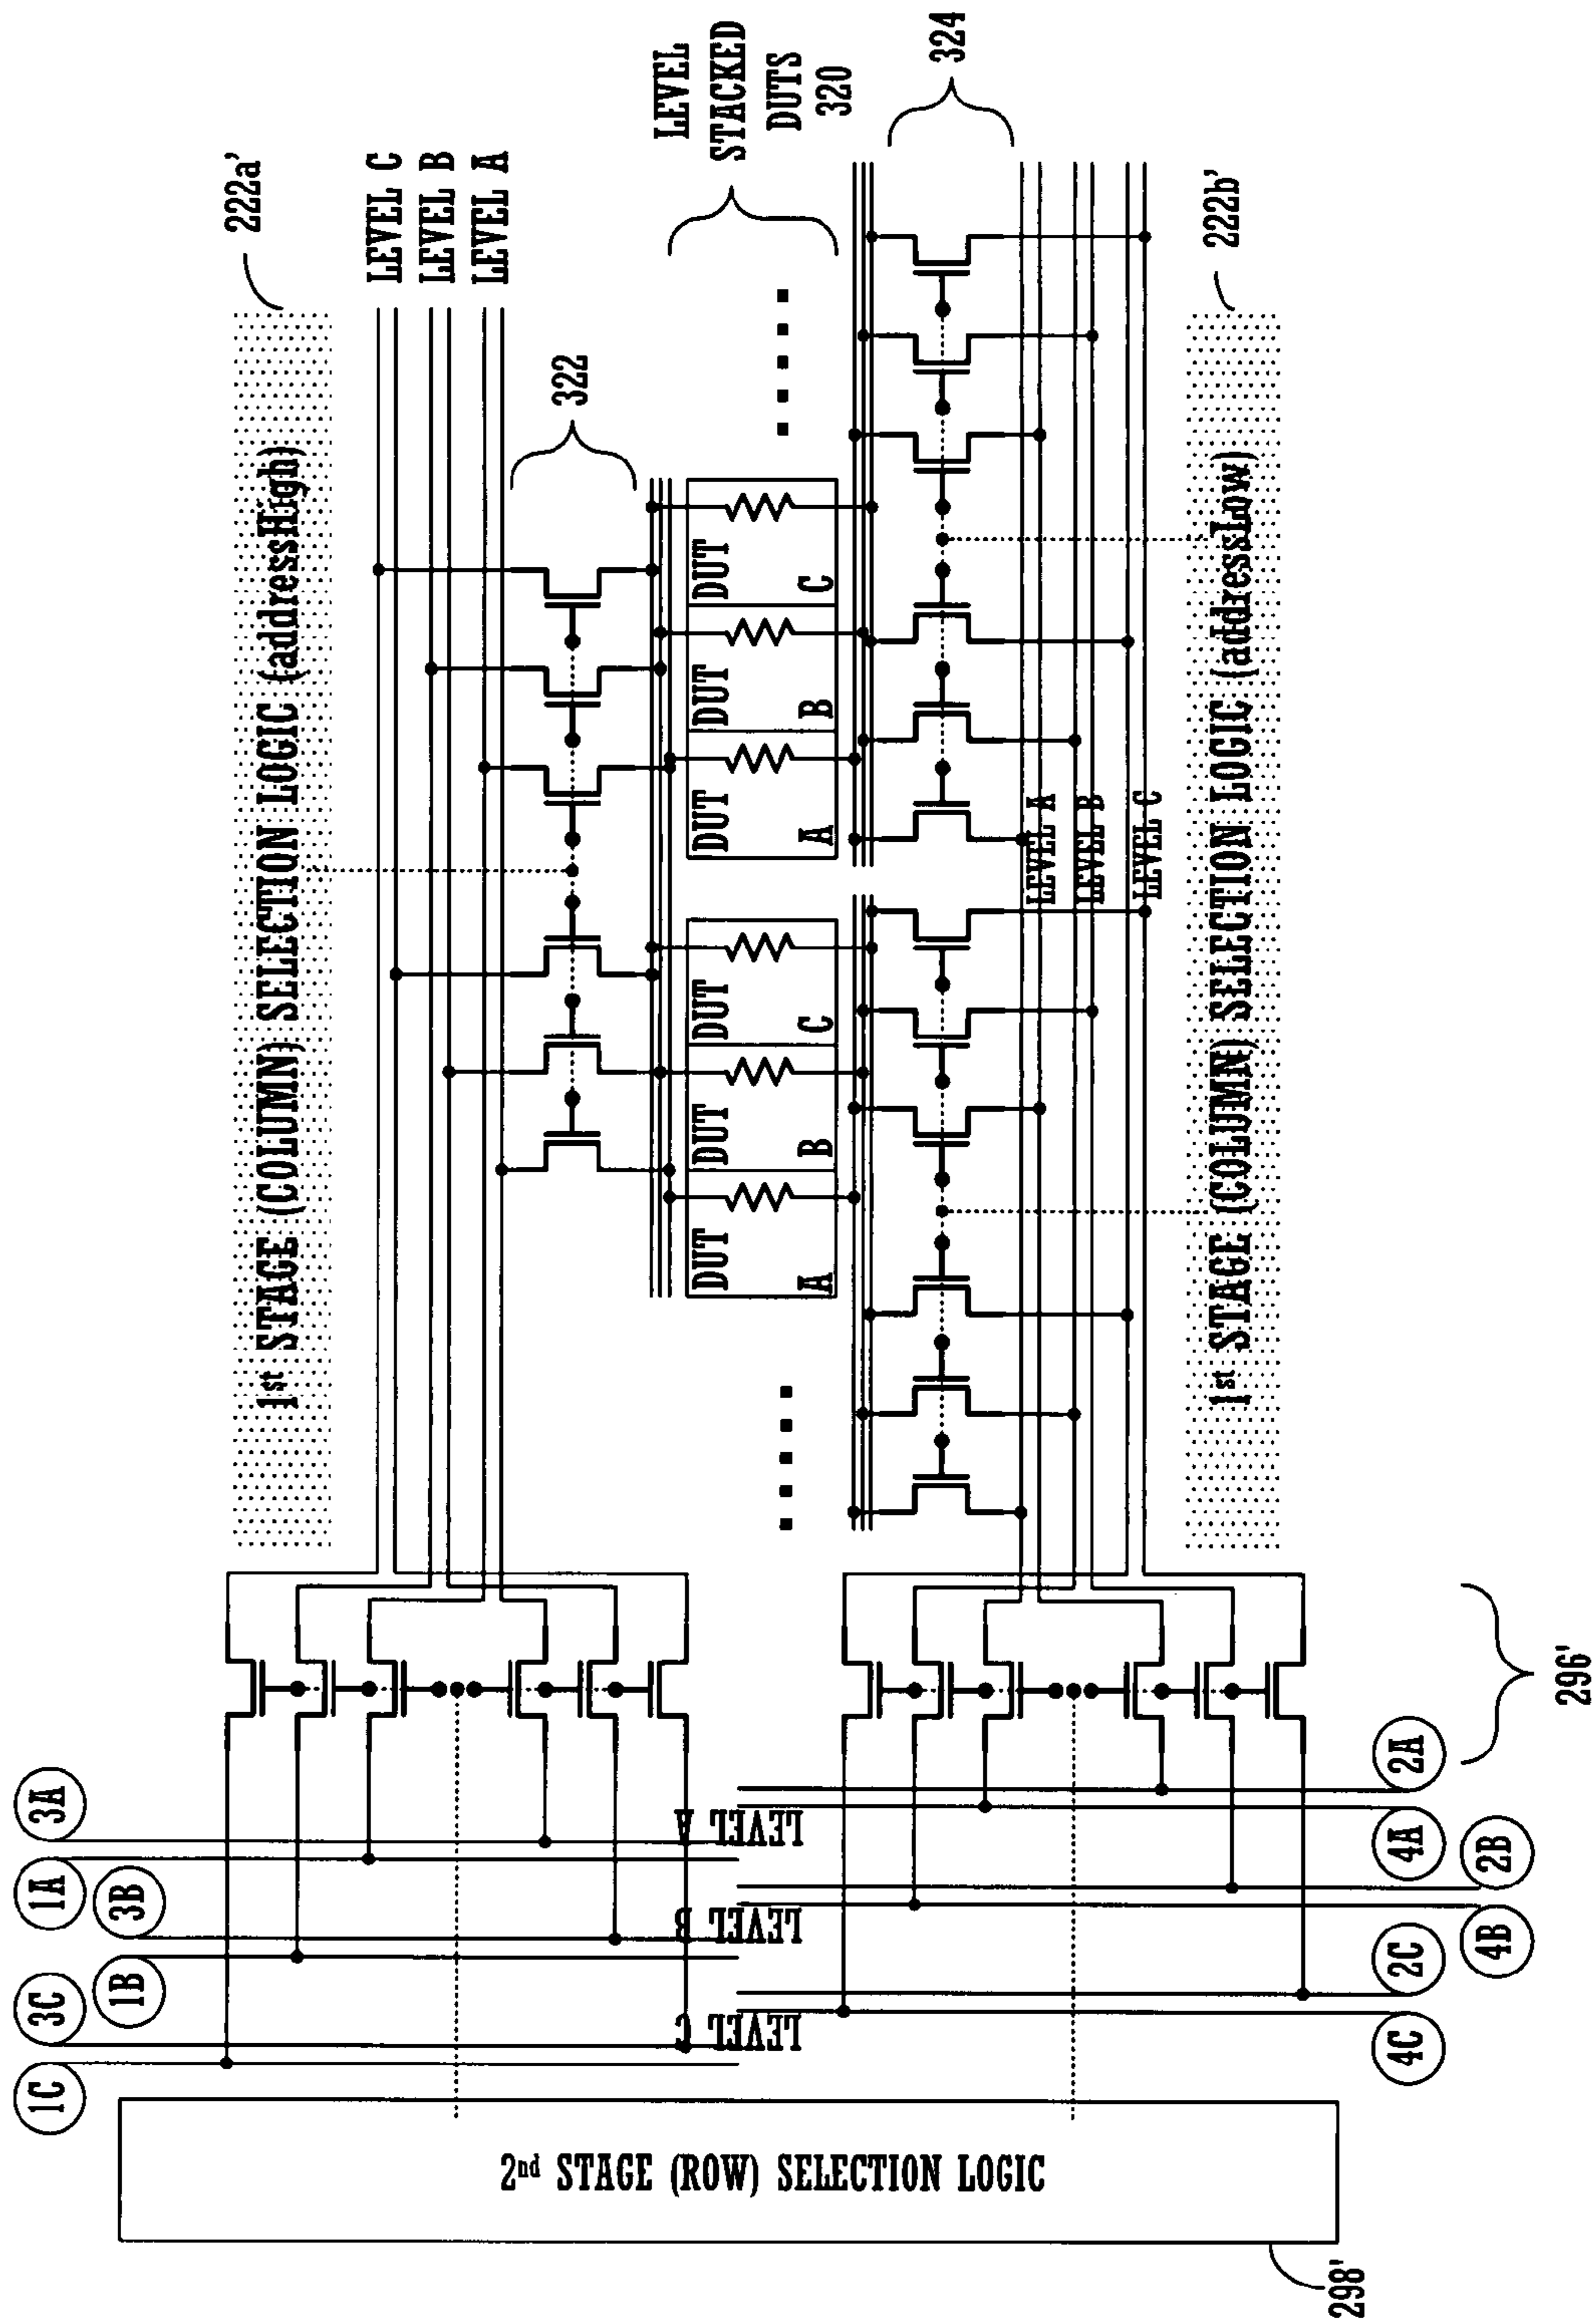 222a'
1st STAGE (COLUMN) SELECTION LOGIC (addressHigh)
LEVEL C
LEVEL B
LEVEL A
322
LEVEL
STACKED
DUTS
320
DUT
A
DUT
B
DUT
C
DUT
A
DUT
B
DUT
C
324
LEVEL A
LEVEL B
LEVEL C
1st STAGE (COLUMN) SELECTION LOGIC (addressLow)
222b'
296'
3A
1A
3B
1B
3C
1C
LEVEL A
LEVEL B
LEVEL C
2A
4A
2B
4B
2C
4C
2nd STAGE (ROW) SELECTION LOGIC
298'